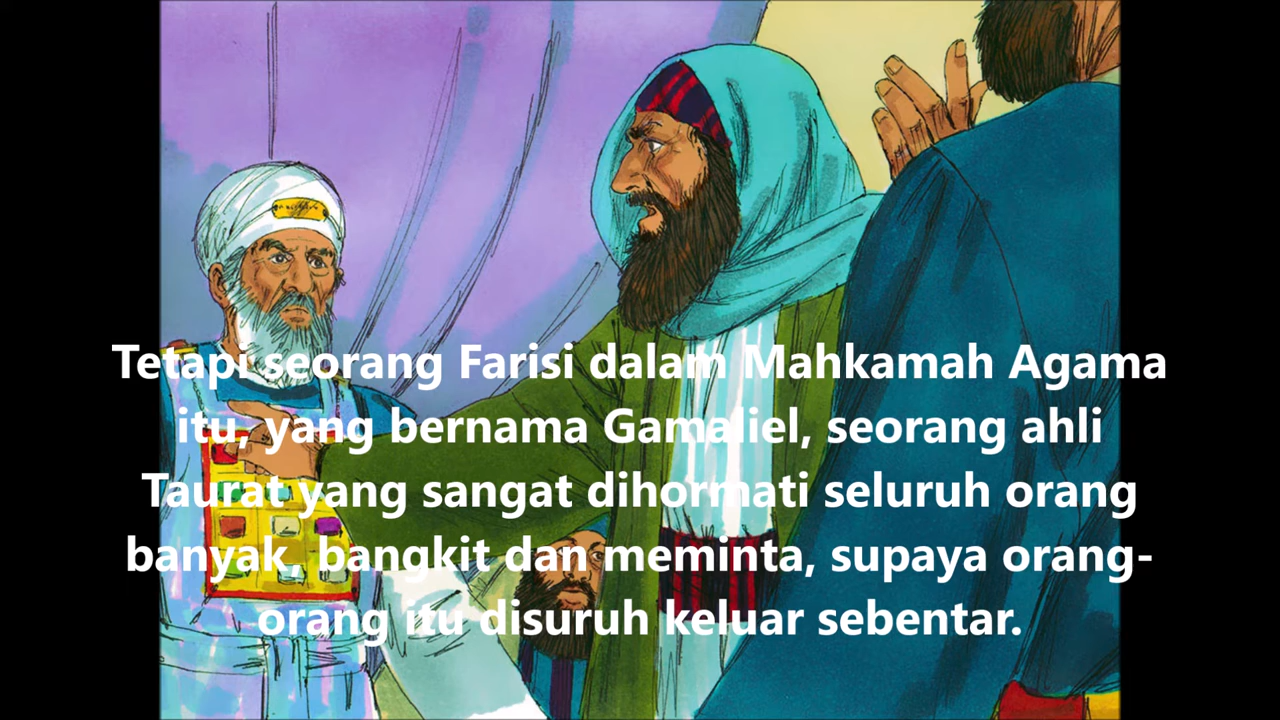 Tetapi seorang Farisi dalam Mahkamah Agama
itu, yang bernama Gamaliel, seorang ahli
Taurat yang sangat dihormati seluruh orang
banyak, bangkit dan meminta, supaya orang-
orang itu disuruh keluar sebentar.